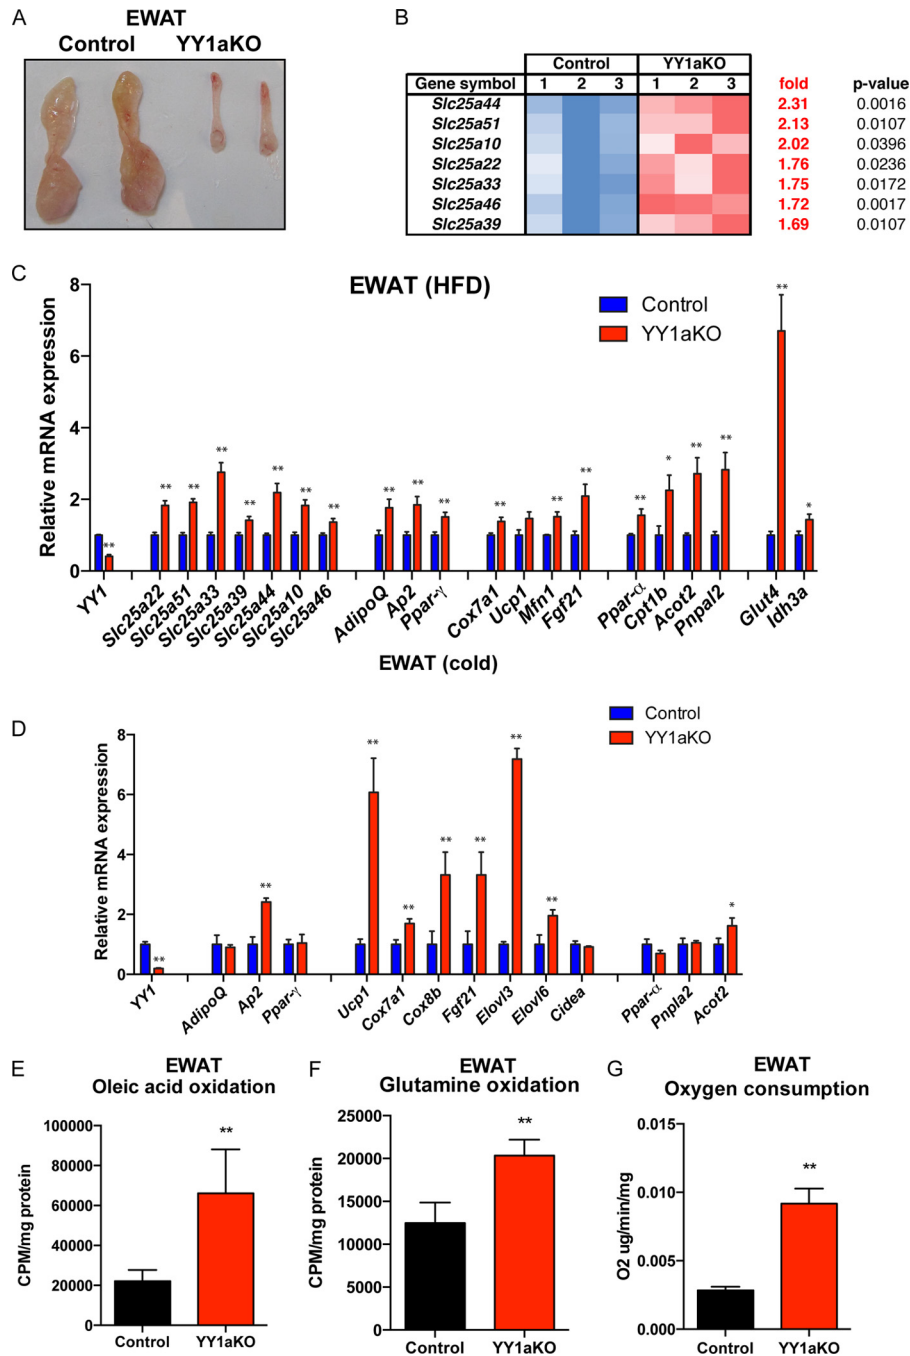 A
EWAT
Control YY1aKO
B
Control YY1aKO
Gene symbol 1 2 3 1 2 3 fold p-value
Slc25a44 2.31 0.0016
Slc25a51 2.13 0.0107
Slc25a10 2.02 0.0396
Slc25a22 1.76 0.0236
Slc25a33 1.75 0.0172
Slc25a46 1.72 0.0017
Slc25a39 1.69 0.0107
C
EWAT (HFD)
Control
YY1aKO
Relative mRNA expression
8
6
4
2
0
** ** ** ** ** ** ** ** ** ** ** ** ** ** ** * ** ** ** *
YY1 Slc25a22 Slc25a51 Slc25a33 Slc25a39 Slc25a44 Slc25a10 Slc25a46 AdipoQ Ap2 Ppar-γ Cox7a1 Ucp1 Mfn1 Fgf21 Ppar-α Cpt1b Acot2 Pnpal2 Glut4 Idh3a
EWAT (cold)
D
Control
YY1aKO
Relative mRNA expression
8
6
4
2
0
** ** ** ** ** ** ** ** *
YY1 AdipoQ Ap2 Ppar-γ Ucp1 Cox7a1 Cox8b Fgf21 Elovl3 Elovl6 Cidea Ppar-α Pnpla2 Acot2
E
EWAT
Oleic acid oxidation
CPM/mg protein
100000
80000
60000
40000
20000
0
**
Control YY1aKO
F
EWAT
Glutamine oxidation
CPM/mg protein
25000
20000
15000
10000
5000
0
**
Control YY1aKO
G
EWAT
Oxygen consumption
O2 ug/min/mg
0.015
0.010
0.005
0.000
**
Control YY1aKO